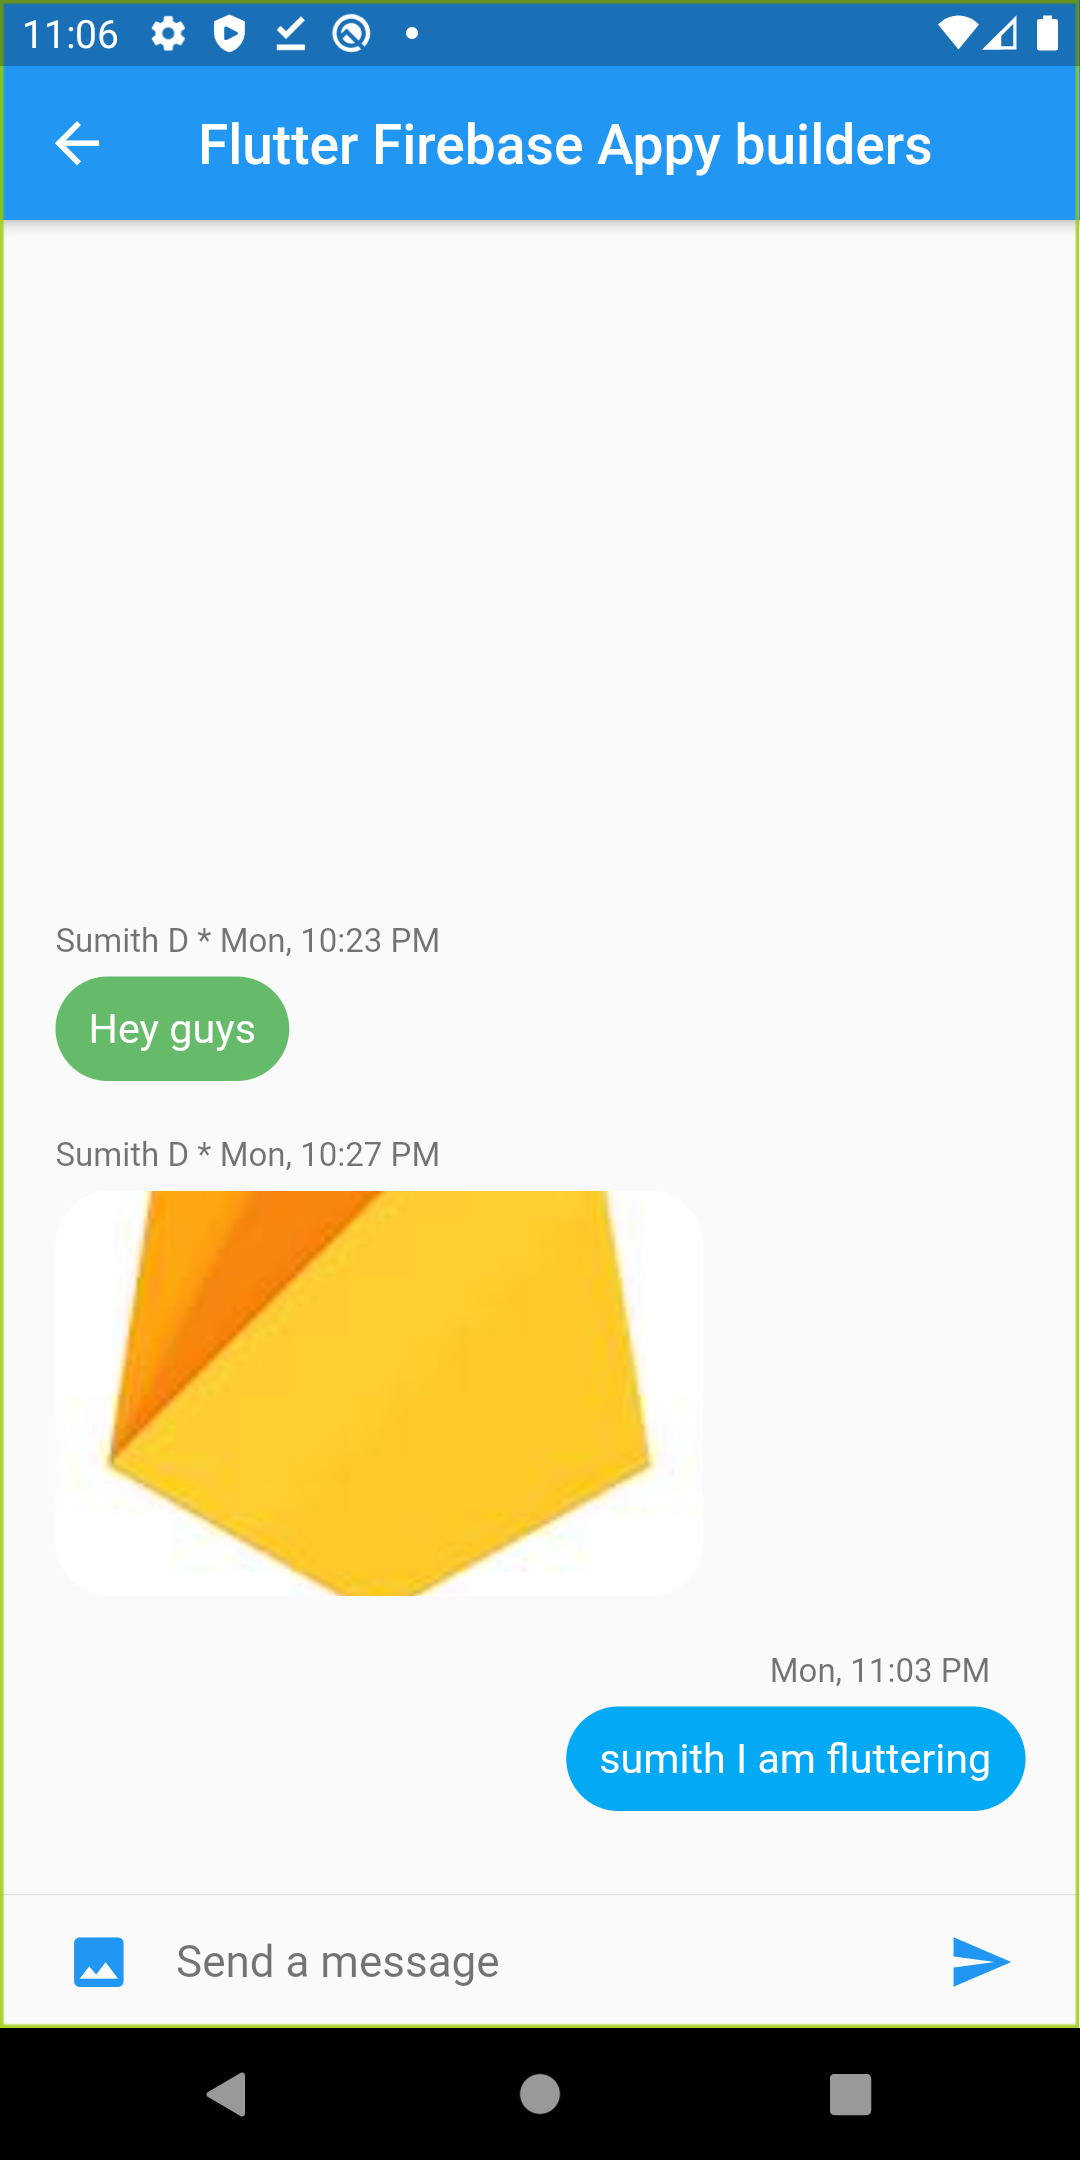 11:06
Flutter Firebase Appy builders
Sumith D * Mon, 10:23 PM
Hey guys
Sumith D * Mon, 10:27 PM
Mon, 11:03 PM
sumith I am fluttering
Send a message